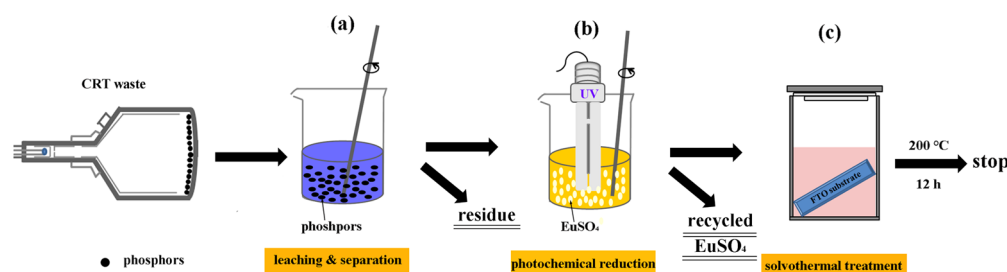 (a)
(b)
(c)
CRT waste
UV
200 °C
12 h
stop
FTO substrate
phoshpors
residue
EuSO₄
recycled
EuSO₄
phosphors
leaching & separation
photochemical reduction
solvothermal treatment